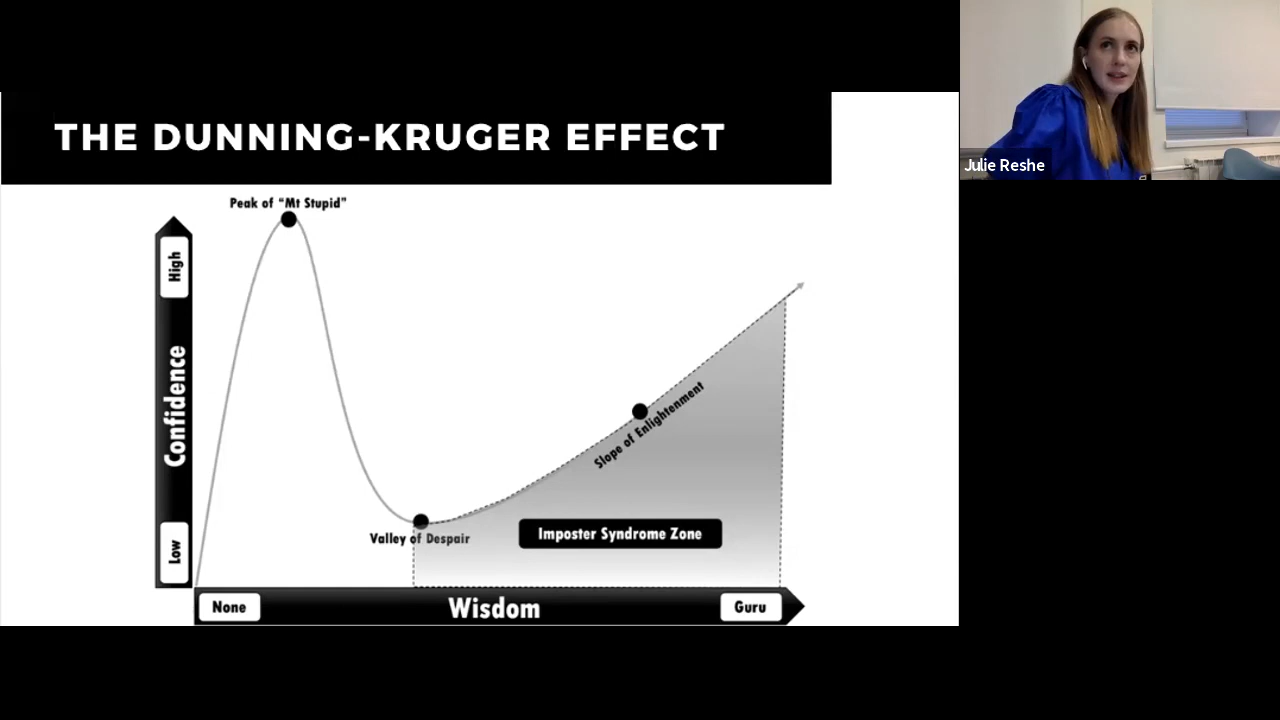 THE DUNNING-KRUGER EFFECT
Julie Reshe
Peak of “Mt Stupid”
High
Confidence
Low
Slope of Enlightenment
Valley of Despair
Imposter Syndrome Zone
None
Wisdom
Guru